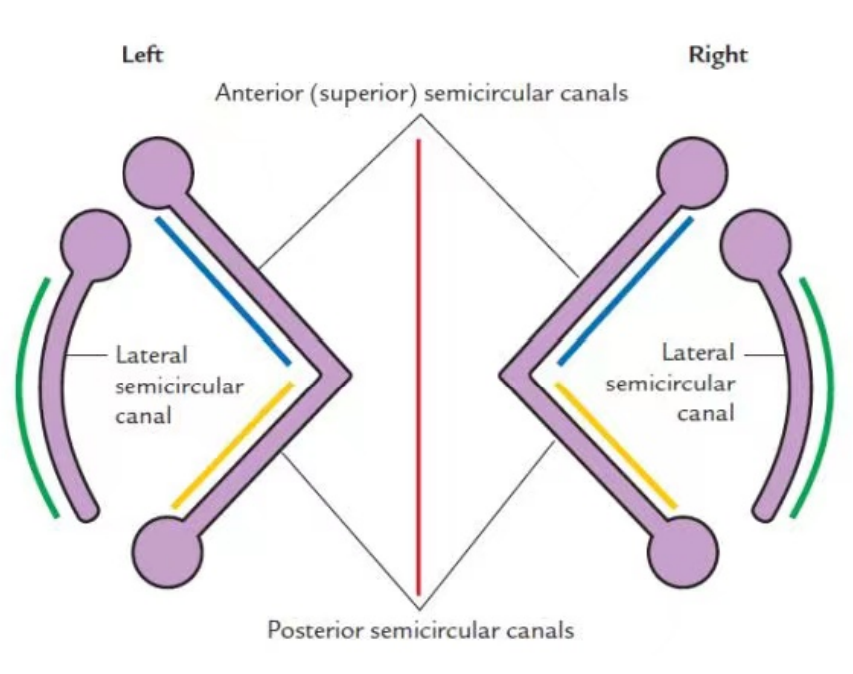 Left
Right
Anterior (superior) semicircular canals
Lateral
semicircular
canal
Lateral
semicircular
canal
Posterior semicircular canals